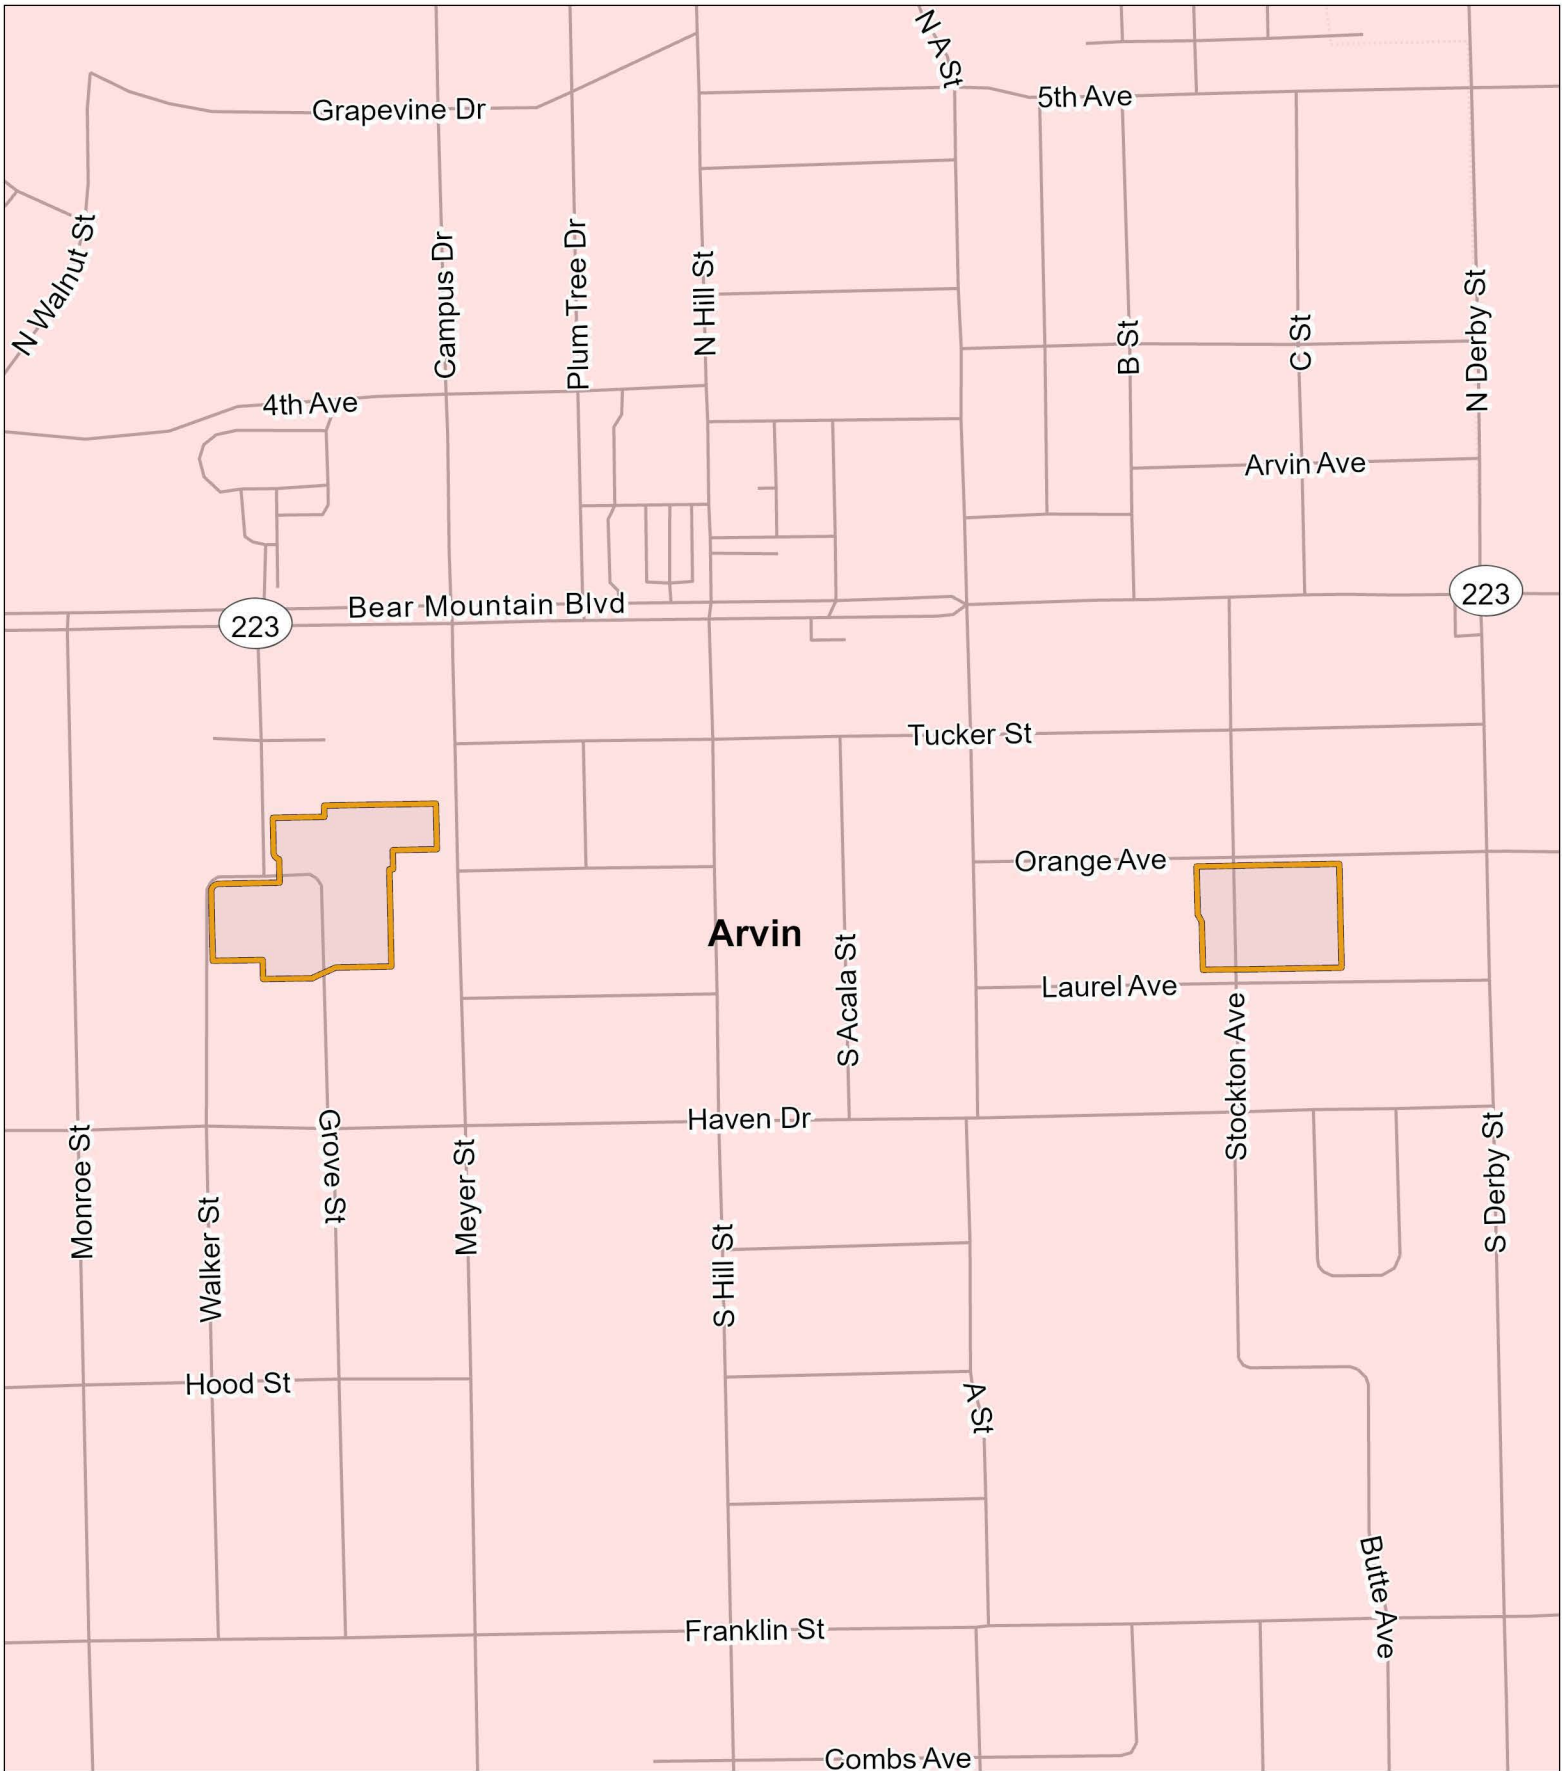 N A St
5th Ave
Grapevine Dr
N Walnut St
Campus Dr
Plum Tree Dr
N Hill St
B St
C St
N Derby St
4th Ave
Arvin Ave
223
Bear Mountain Blvd
223
Tucker St
Orange Ave
Arvin
S Acala St
Laurel Ave
Stockton Ave
Haven Dr
Monroe St
Walker St
Grove St
Meyer St
S Hill St
S Derby St
Hood St
A St
Butte Ave
Franklin St
Combs Ave